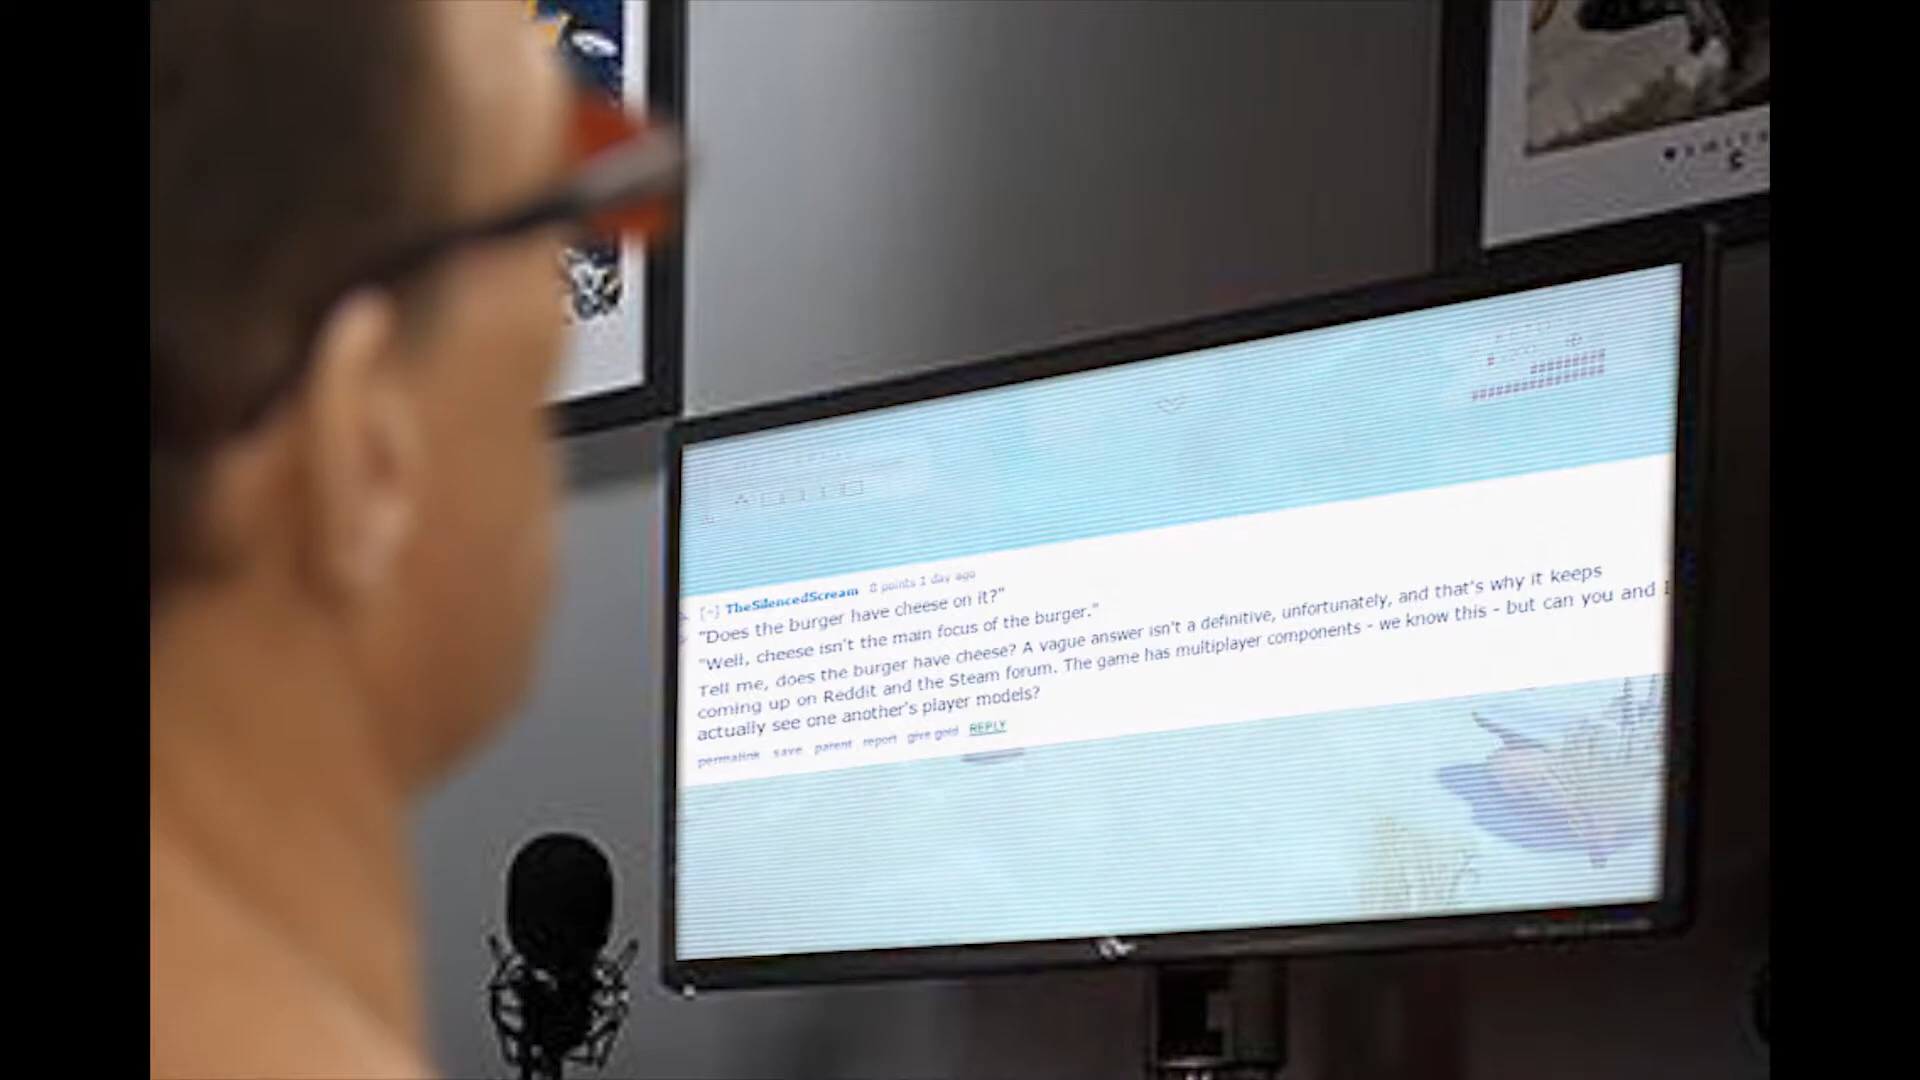 [-] TheSilencedScream 8 points 1 day ago
"Does the burger have cheese on it?"
"Well, cheese isn't the main focus of the burger."
Tell me, does the burger have cheese? A vague answer isn't a definitive, unfortunately, and that's why it keeps
coming up on Reddit and the Steam forum. The game has multiplayer components - we know this - but can you and I
actually see one another's player models?
permalink save parent report give gold REPLY